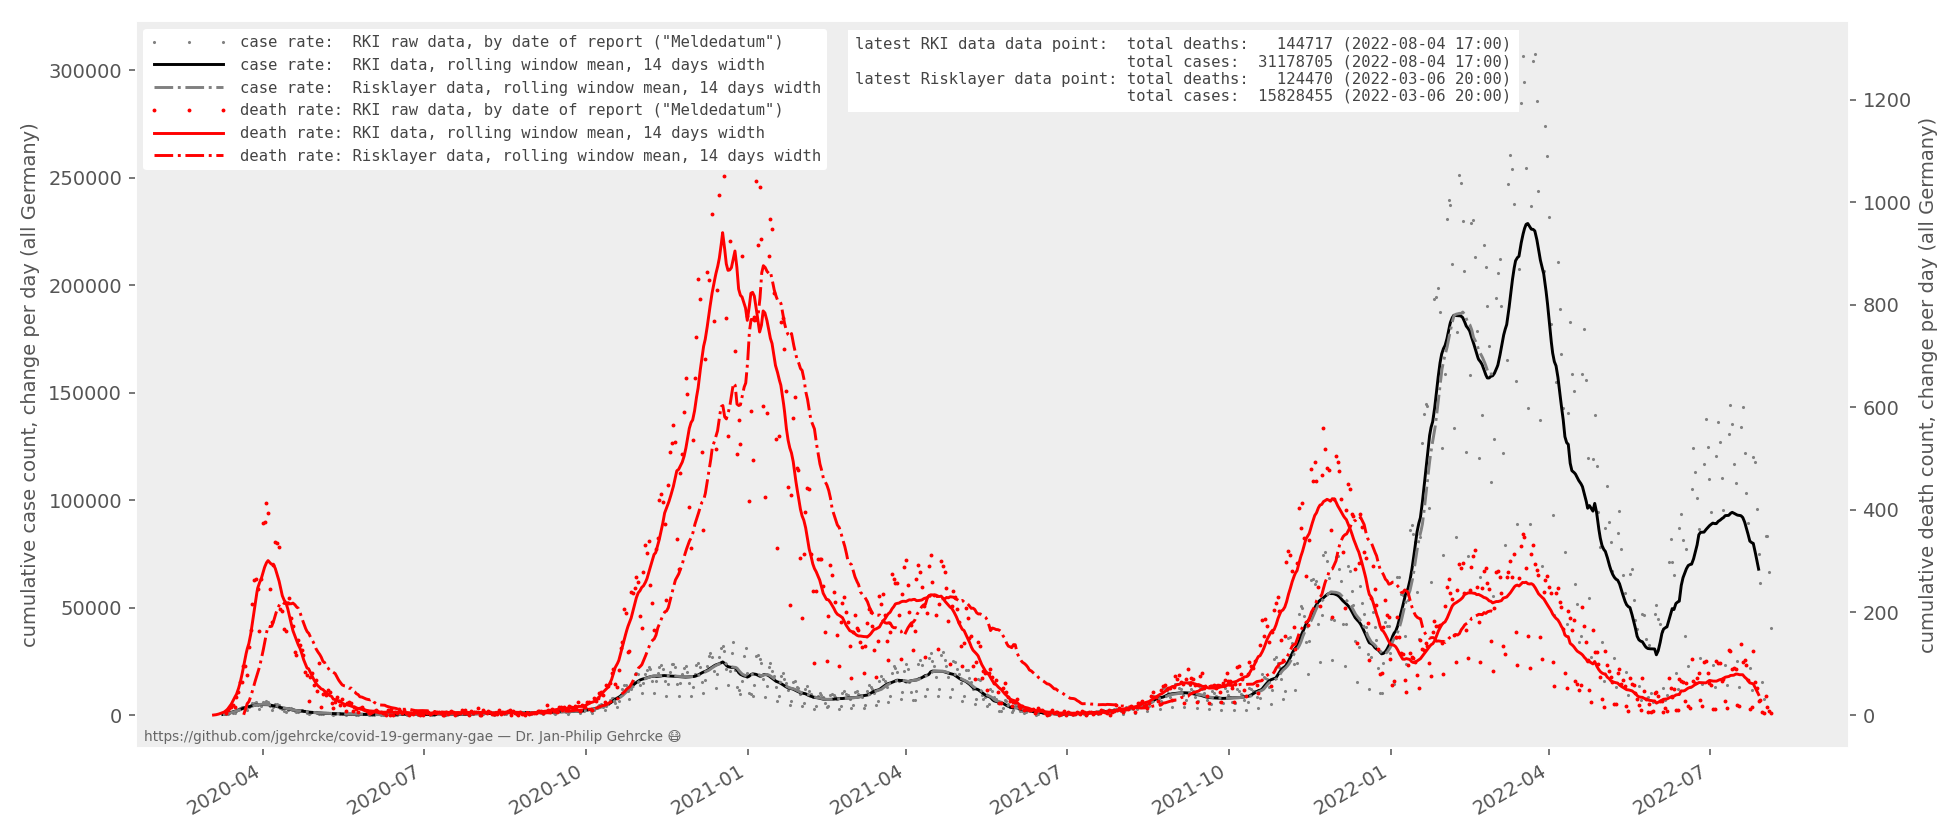 case rate:  RKI raw data, by date of report ("Meldedatum")
case rate:  RKI data, rolling window mean, 14 days width
case rate:  Risklayer data, rolling window mean, 14 days width
death rate: RKI raw data, by date of report ("Meldedatum")
death rate: RKI data, rolling window mean, 14 days width
death rate: Risklayer data, rolling window mean, 14 days width
latest RKI data data point:  total deaths:   144717 (2022-08-04 17:00)
total cases:  31178705 (2022-08-04 17:00)
latest Risklayer data point: total deaths:   124470 (2022-03-06 20:00)
total cases:  15828455 (2022-03-06 20:00)
cumulative case count, change per day (all Germany)
300000
250000
200000
150000
100000
50000
0
1200
1000
800
600
400
200
0
cumulative death count, change per day (all Germany)
https://github.com/jgehrcke/covid-19-germany-gae — Dr. Jan-Philip Gehrcke 😷
2020-04
2020-07
2020-10
2021-01
2021-04
2021-07
2021-10
2022-01
2022-04
2022-07